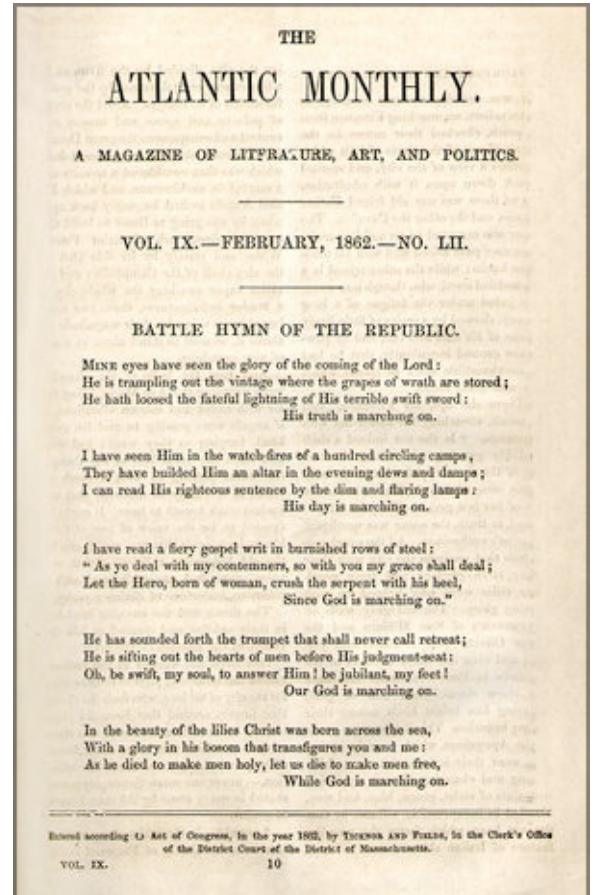 THE
ATLANTIC MONTHLY.
A MAGAZINE OF LITERATURE, ART, AND POLITICS.
VOL. IX.—FEBRUARY, 1862.—NO. LII.
BATTLE HYMN OF THE REPUBLIC.
MINE eyes have seen the glory of the coming of the Lord:
He is trampling out the vintage where the grapes of wrath are stored;
He hath loosed the fateful lightning of His terrible swift sword:
His truth is marching on.
I have seen Him in the watch-fires of a hundred circling camps,
They have builded Him an altar in the evening dews and damps;
I can read His righteous sentence by the dim and flaring lamps:
His day is marching on.
I have read a fiery gospel writ in burnished rows of steel:
“As ye deal with my contemners, so with you my grace shall deal;
Let the Hero, born of woman, crush the serpent with his heel,
Since God is marching on.”
He has sounded forth the trumpet that shall never call retreat;
He is sifting out the hearts of men before His judgment-seat:
Oh, be swift, my soul, to answer Him! be jubilant, my feet!
Our God is marching on.
In the beauty of the lilies Christ was born across the sea,
With a glory in his bosom that transfigures you and me:
As he died to make men holy, let us die to make men free,
While God is marching on.
Entered according to Act of Congress, in the year 1862, by TICKNOR AND FIELDS, in the Clerk's Office
of the District Court of the District of Massachusetts.
VOL. IX. 10